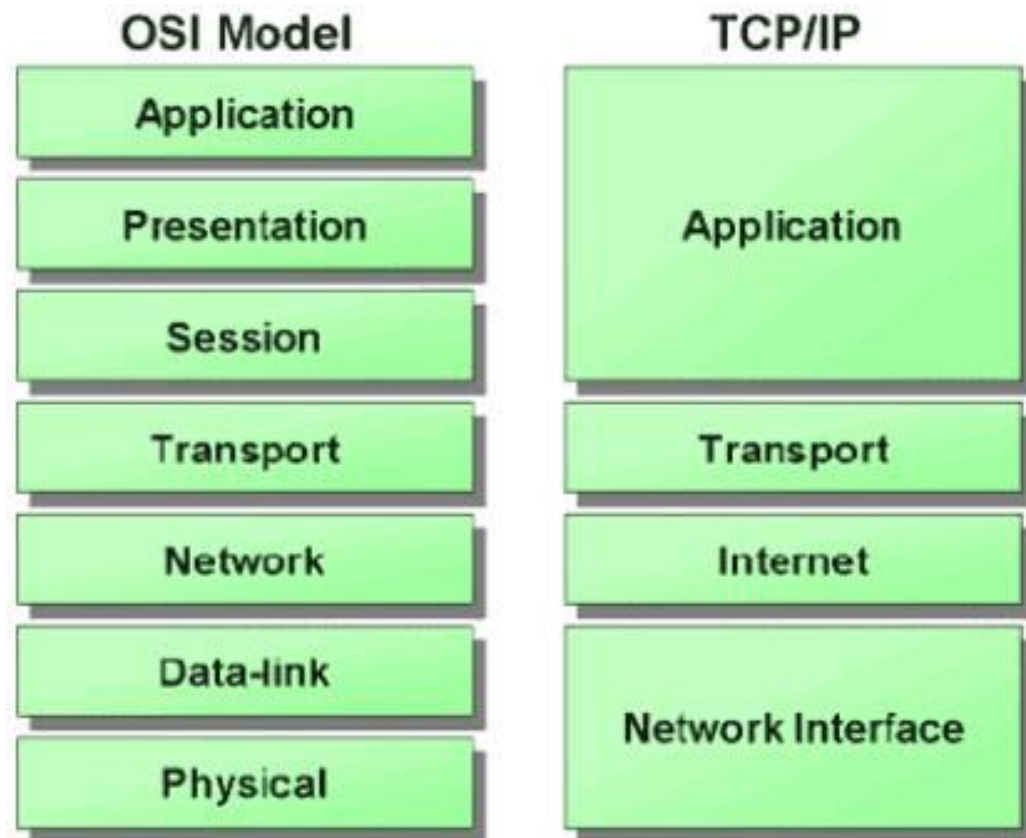 OSI Model
Application
Presentation
Session
Transport
Network
Data-link
Physical
TCP/IP
Application
Transport
Internet
Network Interface